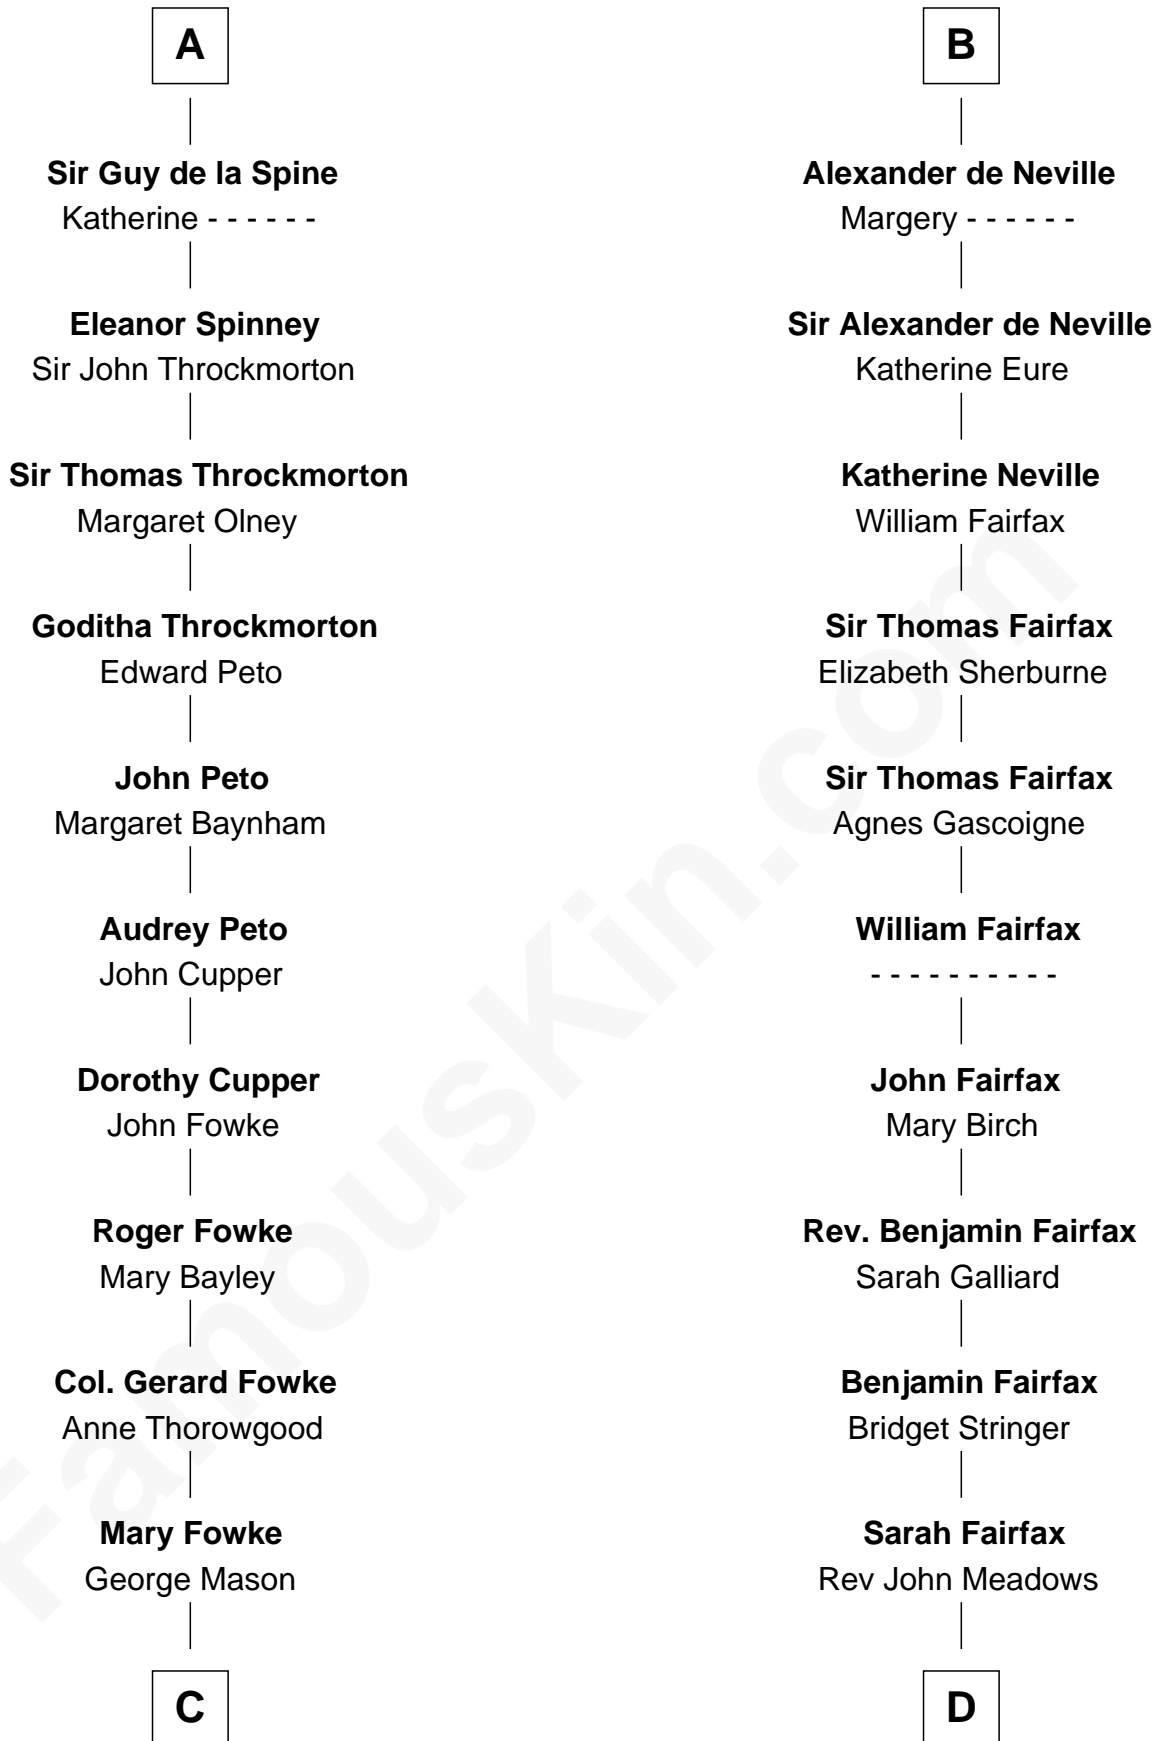 A
Sir Guy de la Spine
Katherine - - - - - -
Eleanor Spinney
Sir John Throckmorton
Sir Thomas Throckmorton
Margaret Olney
Goditha Throckmorton
Edward Peto
John Peto
Margaret Baynham
Audrey Peto
John Cupper
Dorothy Cupper
John Fowke
Roger Fowke
Mary Bayley
Col. Gerard Fowke
Anne Thorowgood
Mary Fowke
George Mason
C
B
Alexander de Neville
Margery - - - - - -
Sir Alexander de Neville
Katherine Eure
Katherine Neville
William Fairfax
Sir Thomas Fairfax
Elizabeth Sherburne
Sir Thomas Fairfax
Agnes Gascoigne
William Fairfax
- - - - - - - - - -
John Fairfax
Mary Birch
Rev. Benjamin Fairfax
Sarah Galliard
Benjamin Fairfax
Bridget Stringer
Sarah Fairfax
Rev John Meadows
D
FamousKin.com